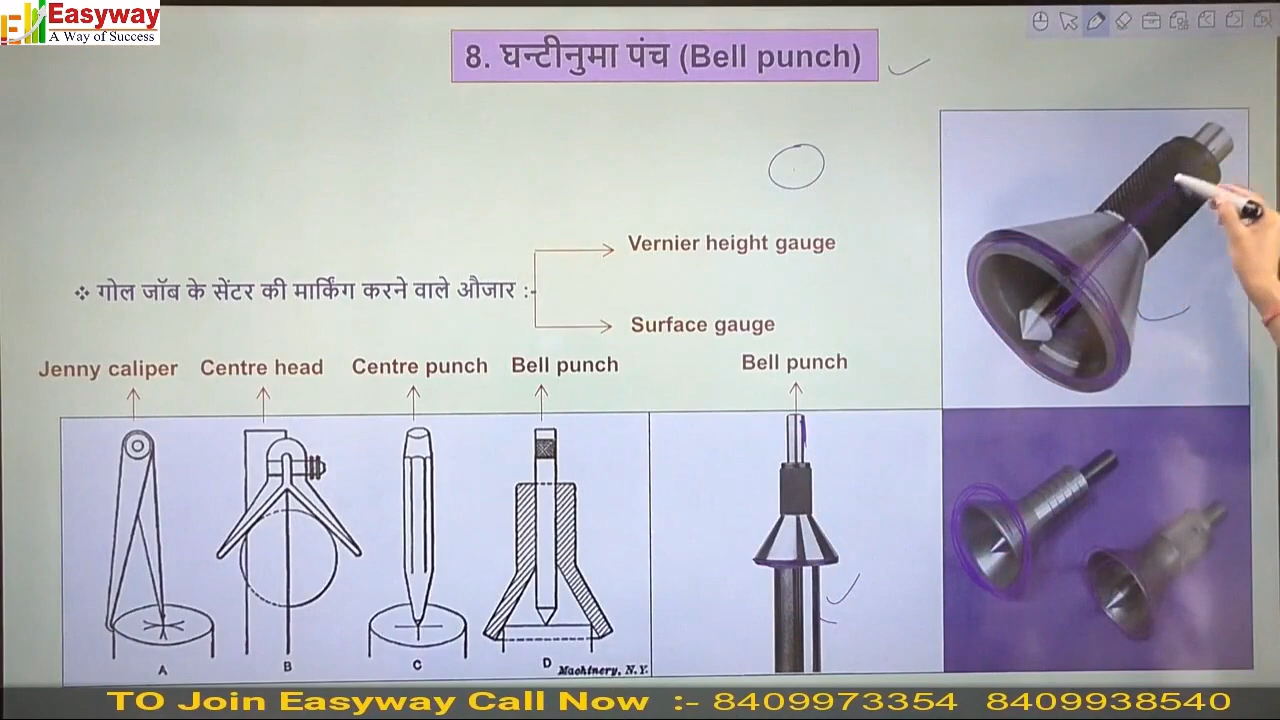 Easyway
A Way of Success
8. घन्टीनुमा पंच (Bell punch)
Vernier height gauge
❖ गोल जॉब के सेंटर की मार्किंग करने वाले औजार :-
Surface gauge
Jenny caliper Centre head Centre punch Bell punch Bell punch
A B C D Machinery, N.Y.
TO Join Easyway Call Now :- 8409973354 8409938540